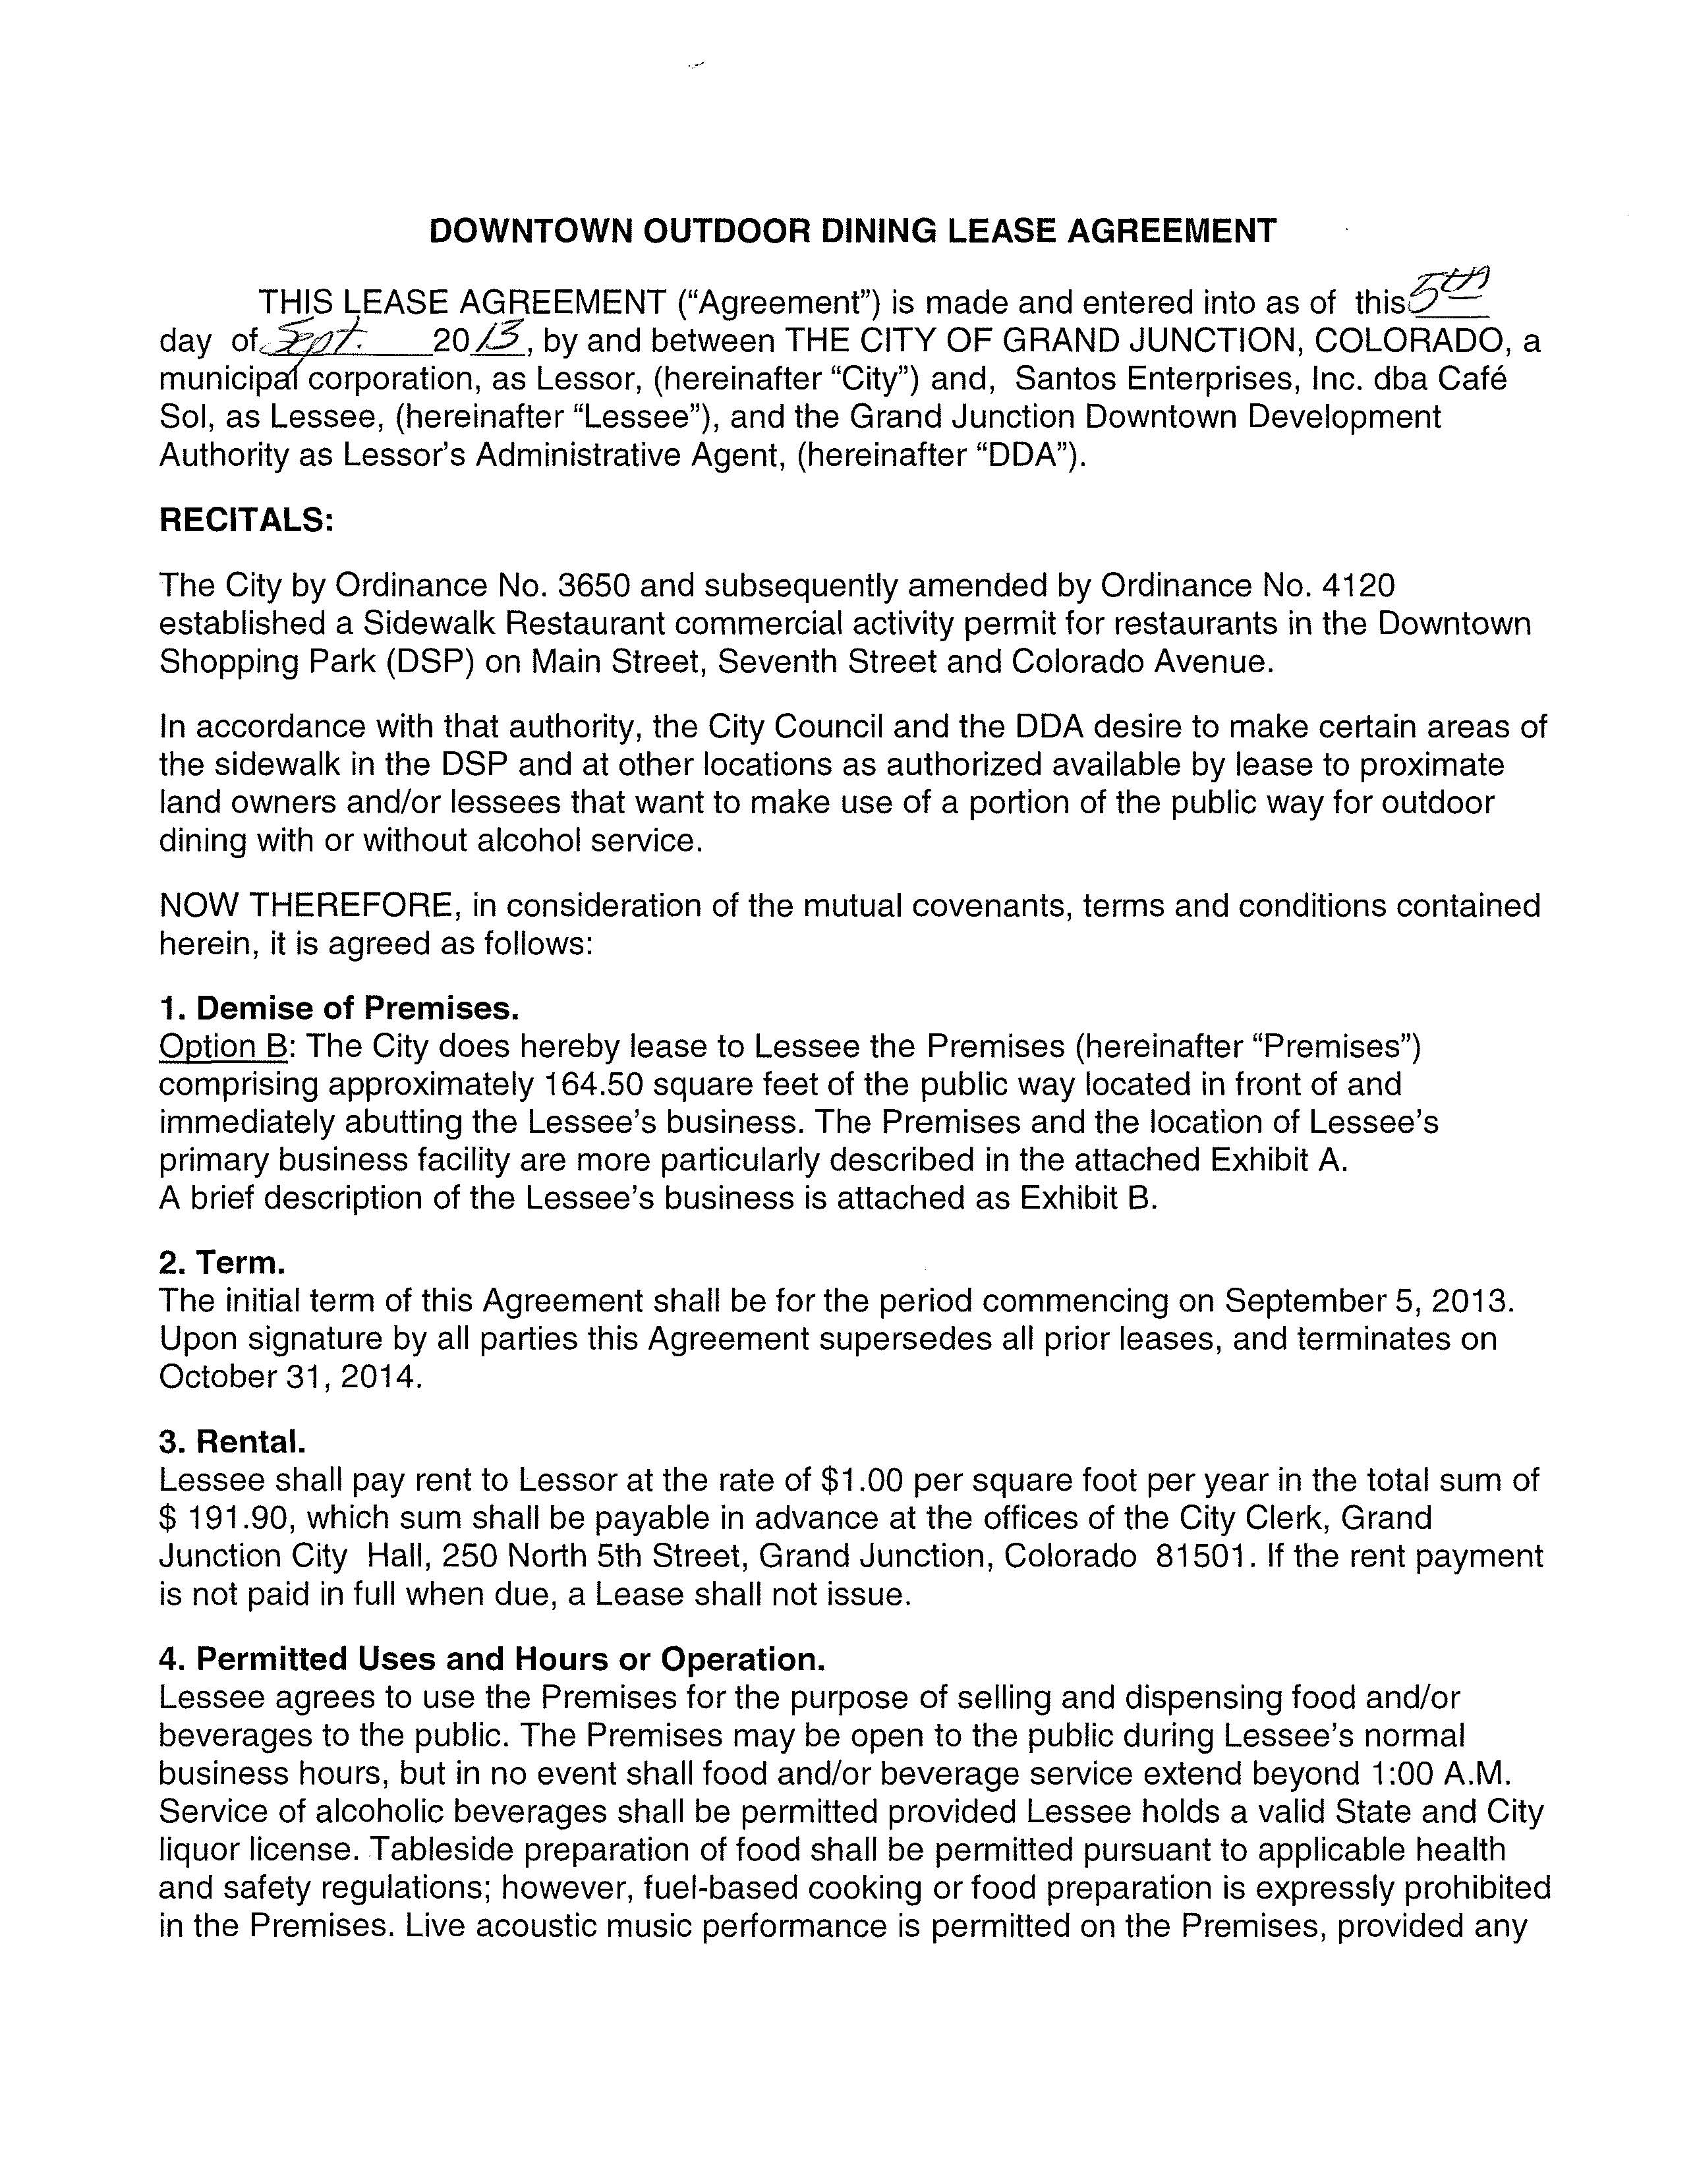 DOWNTOWN OUTDOOR DINING LEASE AGREEMENT
THIS LEASE AGREEMENT (“Agreement”) is made and entered into as of this 5th
day of Sept. 2013, by and between THE CITY OF GRAND JUNCTION, COLORADO, a
municipal corporation, as Lessor, (hereinafter “City”) and, Santos Enterprises, Inc. dba Café
Sol, as Lessee, (hereinafter “Lessee”), and the Grand Junction Downtown Development
Authority as Lessor’s Administrative Agent, (hereinafter “DDA”).
RECITALS:
The City by Ordinance No. 3650 and subsequently amended by Ordinance No. 4120
established a Sidewalk Restaurant commercial activity permit for restaurants in the Downtown
Shopping Park (DSP) on Main Street, Seventh Street and Colorado Avenue.
In accordance with that authority, the City Council and the DDA desire to make certain areas of
the sidewalk in the DSP and at other locations as authorized available by lease to proximate
land owners and/or lessees that want to make use of a portion of the public way for outdoor
dining with or without alcohol service.
NOW THEREFORE, in consideration of the mutual covenants, terms and conditions contained
herein, it is agreed as follows:
1. Demise of Premises.
Option B: The City does hereby lease to Lessee the Premises (hereinafter “Premises”)
comprising approximately 164.50 square feet of the public way located in front of and
immediately abutting the Lessee’s business. The Premises and the location of Lessee’s
primary business facility are more particularly described in the attached Exhibit A.
A brief description of the Lessee’s business is attached as Exhibit B.
2. Term.
The initial term of this Agreement shall be for the period commencing on September 5, 2013.
Upon signature by all parties this Agreement supersedes all prior leases, and terminates on
October 31, 2014.
3. Rental.
Lessee shall pay rent to Lessor at the rate of $1.00 per square foot per year in the total sum of
$ 191.90, which sum shall be payable in advance at the offices of the City Clerk, Grand
Junction City Hall, 250 North 5th Street, Grand Junction, Colorado 81501. If the rent payment
is not paid in full when due, a Lease shall not issue.
4. Permitted Uses and Hours or Operation.
Lessee agrees to use the Premises for the purpose of selling and dispensing food and/or
beverages to the public. The Premises may be open to the public during Lessee’s normal
business hours, but in no event shall food and/or beverage service extend beyond 1:00 A.M.
Service of alcoholic beverages shall be permitted provided Lessee holds a valid State and City
liquor license. Tableside preparation of food shall be permitted pursuant to applicable health
and safety regulations; however, fuel-based cooking or food preparation is expressly prohibited
in the Premises. Live acoustic music performance is permitted on the Premises, provided any